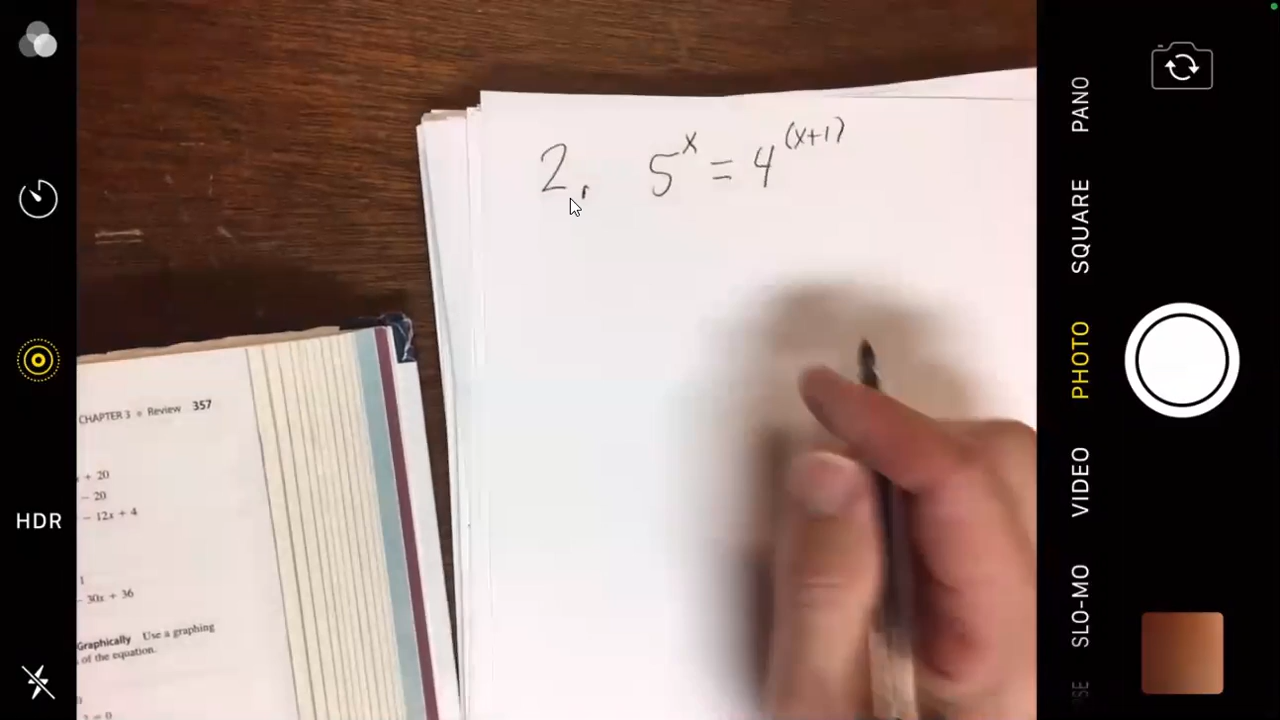 2. 5^x = 4^(x+1)
CHAPTER 3 • Review 357
+ 20
- 20
- 12x + 4
1
- 30x + 36
Graphically Use a graphing
of the equation.
= 0
HDR
PANO
SQUARE
PHOTO
VIDEO
SLO-MO